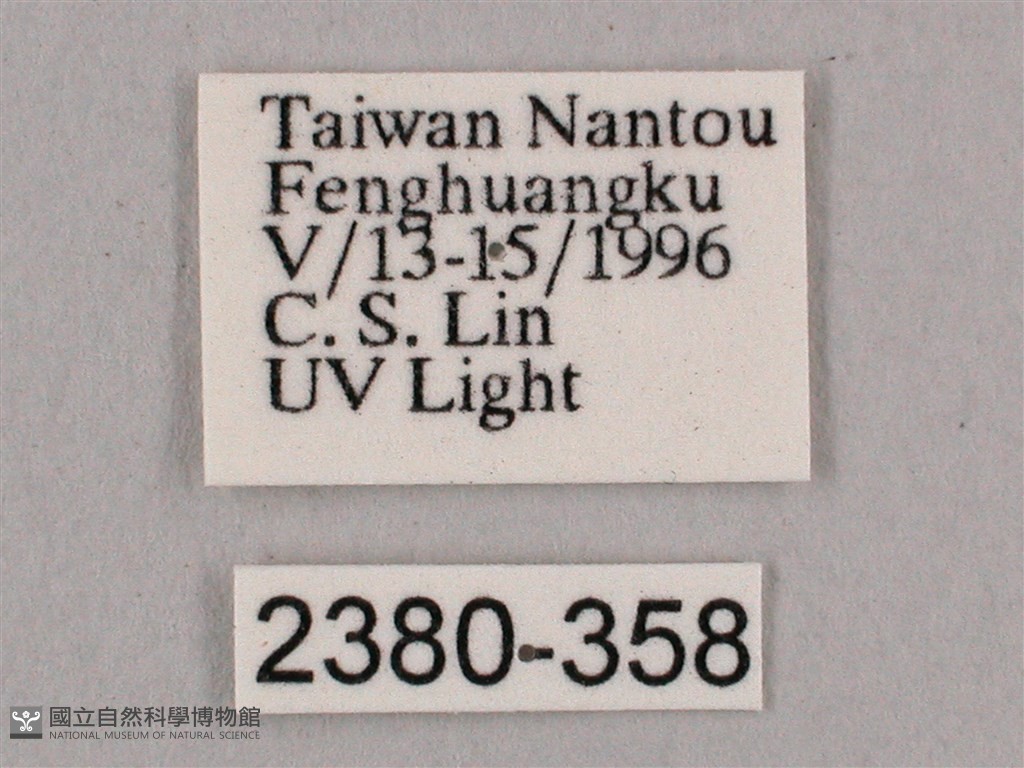 Taiwan Nantou
Fenghuangku
V/13-15/1996
C. S. Lin
UV Light
2380-358
國立自然科學博物館
NATIONAL MUSEUM OF NATURAL SCIENCE